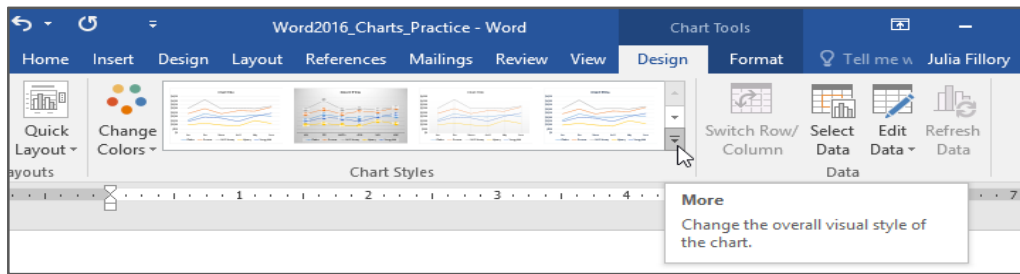 Word2016_Charts_Practice - Word
Chart Tools
Home Insert Design Layout References Mailings Review View Design Format Tell me w Julia Fillory
Quick Layout
Change Colors
Switch Row/ Column
Select Data
Edit Data
Refresh Data
ayouts
Chart Styles
Data
1 2 3 4 7
More
Change the overall visual style of
the chart.